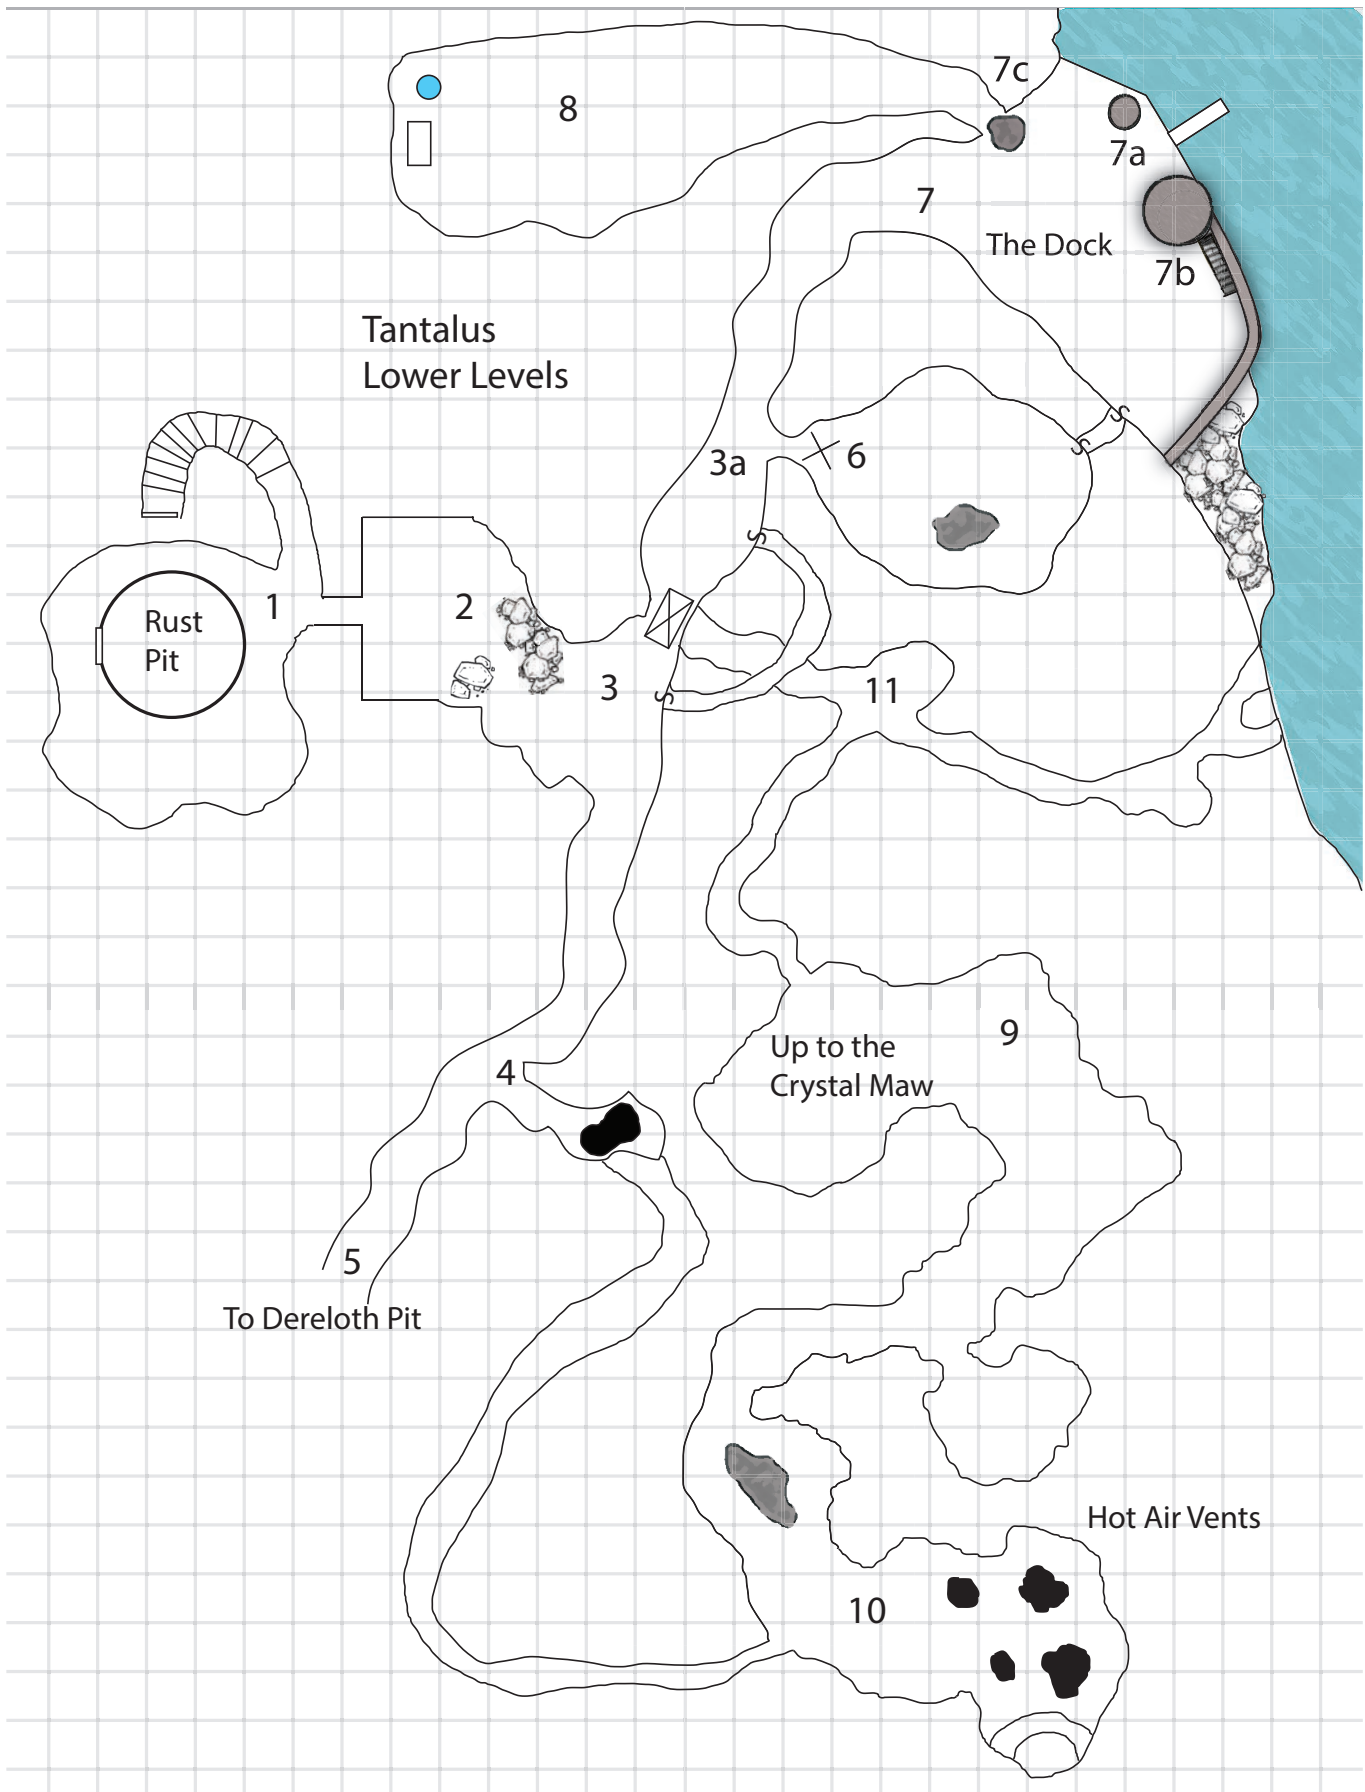 7c
8
7a
7
The Dock
7b
Tantalus
Lower Levels
3a
S
S
6
S
1
2
Rust
Pit
3
S
11
9
Up to the
Crystal Maw
4
5
To Dereloth Pit
Hot Air Vents
10